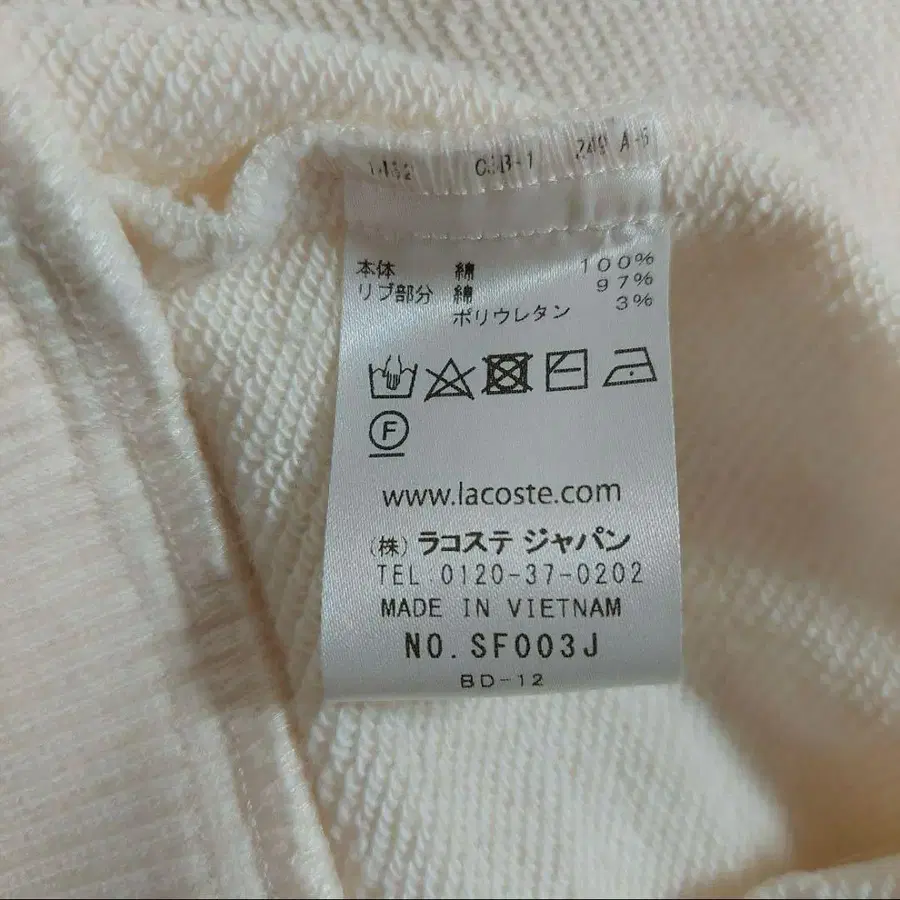 249 A-6
本体 綿 100%
リブ部分 綿 97%
ポリウレタン 3%
F
www.lacoste.com
(株) ラコステ ジャパン
TEL.0120-37-0202
MADE IN VIETNAM
NO. SF003J
BD-12